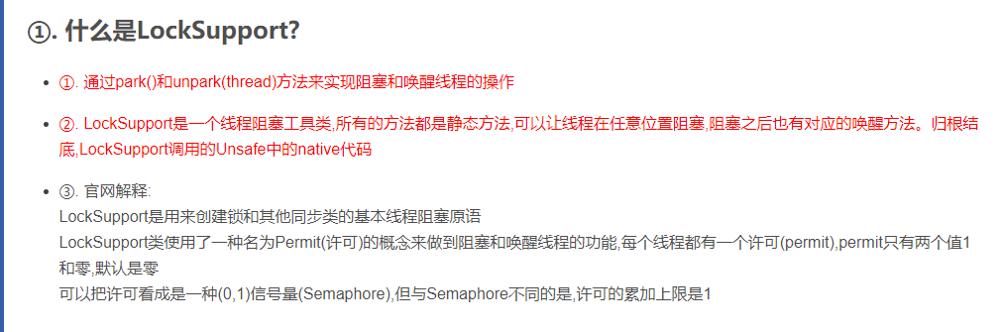 ①. 什么是LockSupport?
①. 通过park()和unpark(thread)方法来实现阻塞和唤醒线程的操作
②. LockSupport是一个线程阻塞工具类,所有的方法都是静态方法,可以让线程在任意位置阻塞,阻塞之后也有对应的唤醒方法。归根结
底,LockSupport调用的Unsafe中的native代码
③. 官网解释:
LockSupport是用来创建锁和其他同步类的基本线程阻塞原语
LockSupport类使用了一种名为Permit(许可)的概念来做到阻塞和唤醒线程的功能,每个线程都有一个许可(permit),permit只有两个值1
和零,默认是零
可以把许可看成是一种(0,1)信号量(Semaphore),但与Semaphore不同的是,许可的累加上限是1